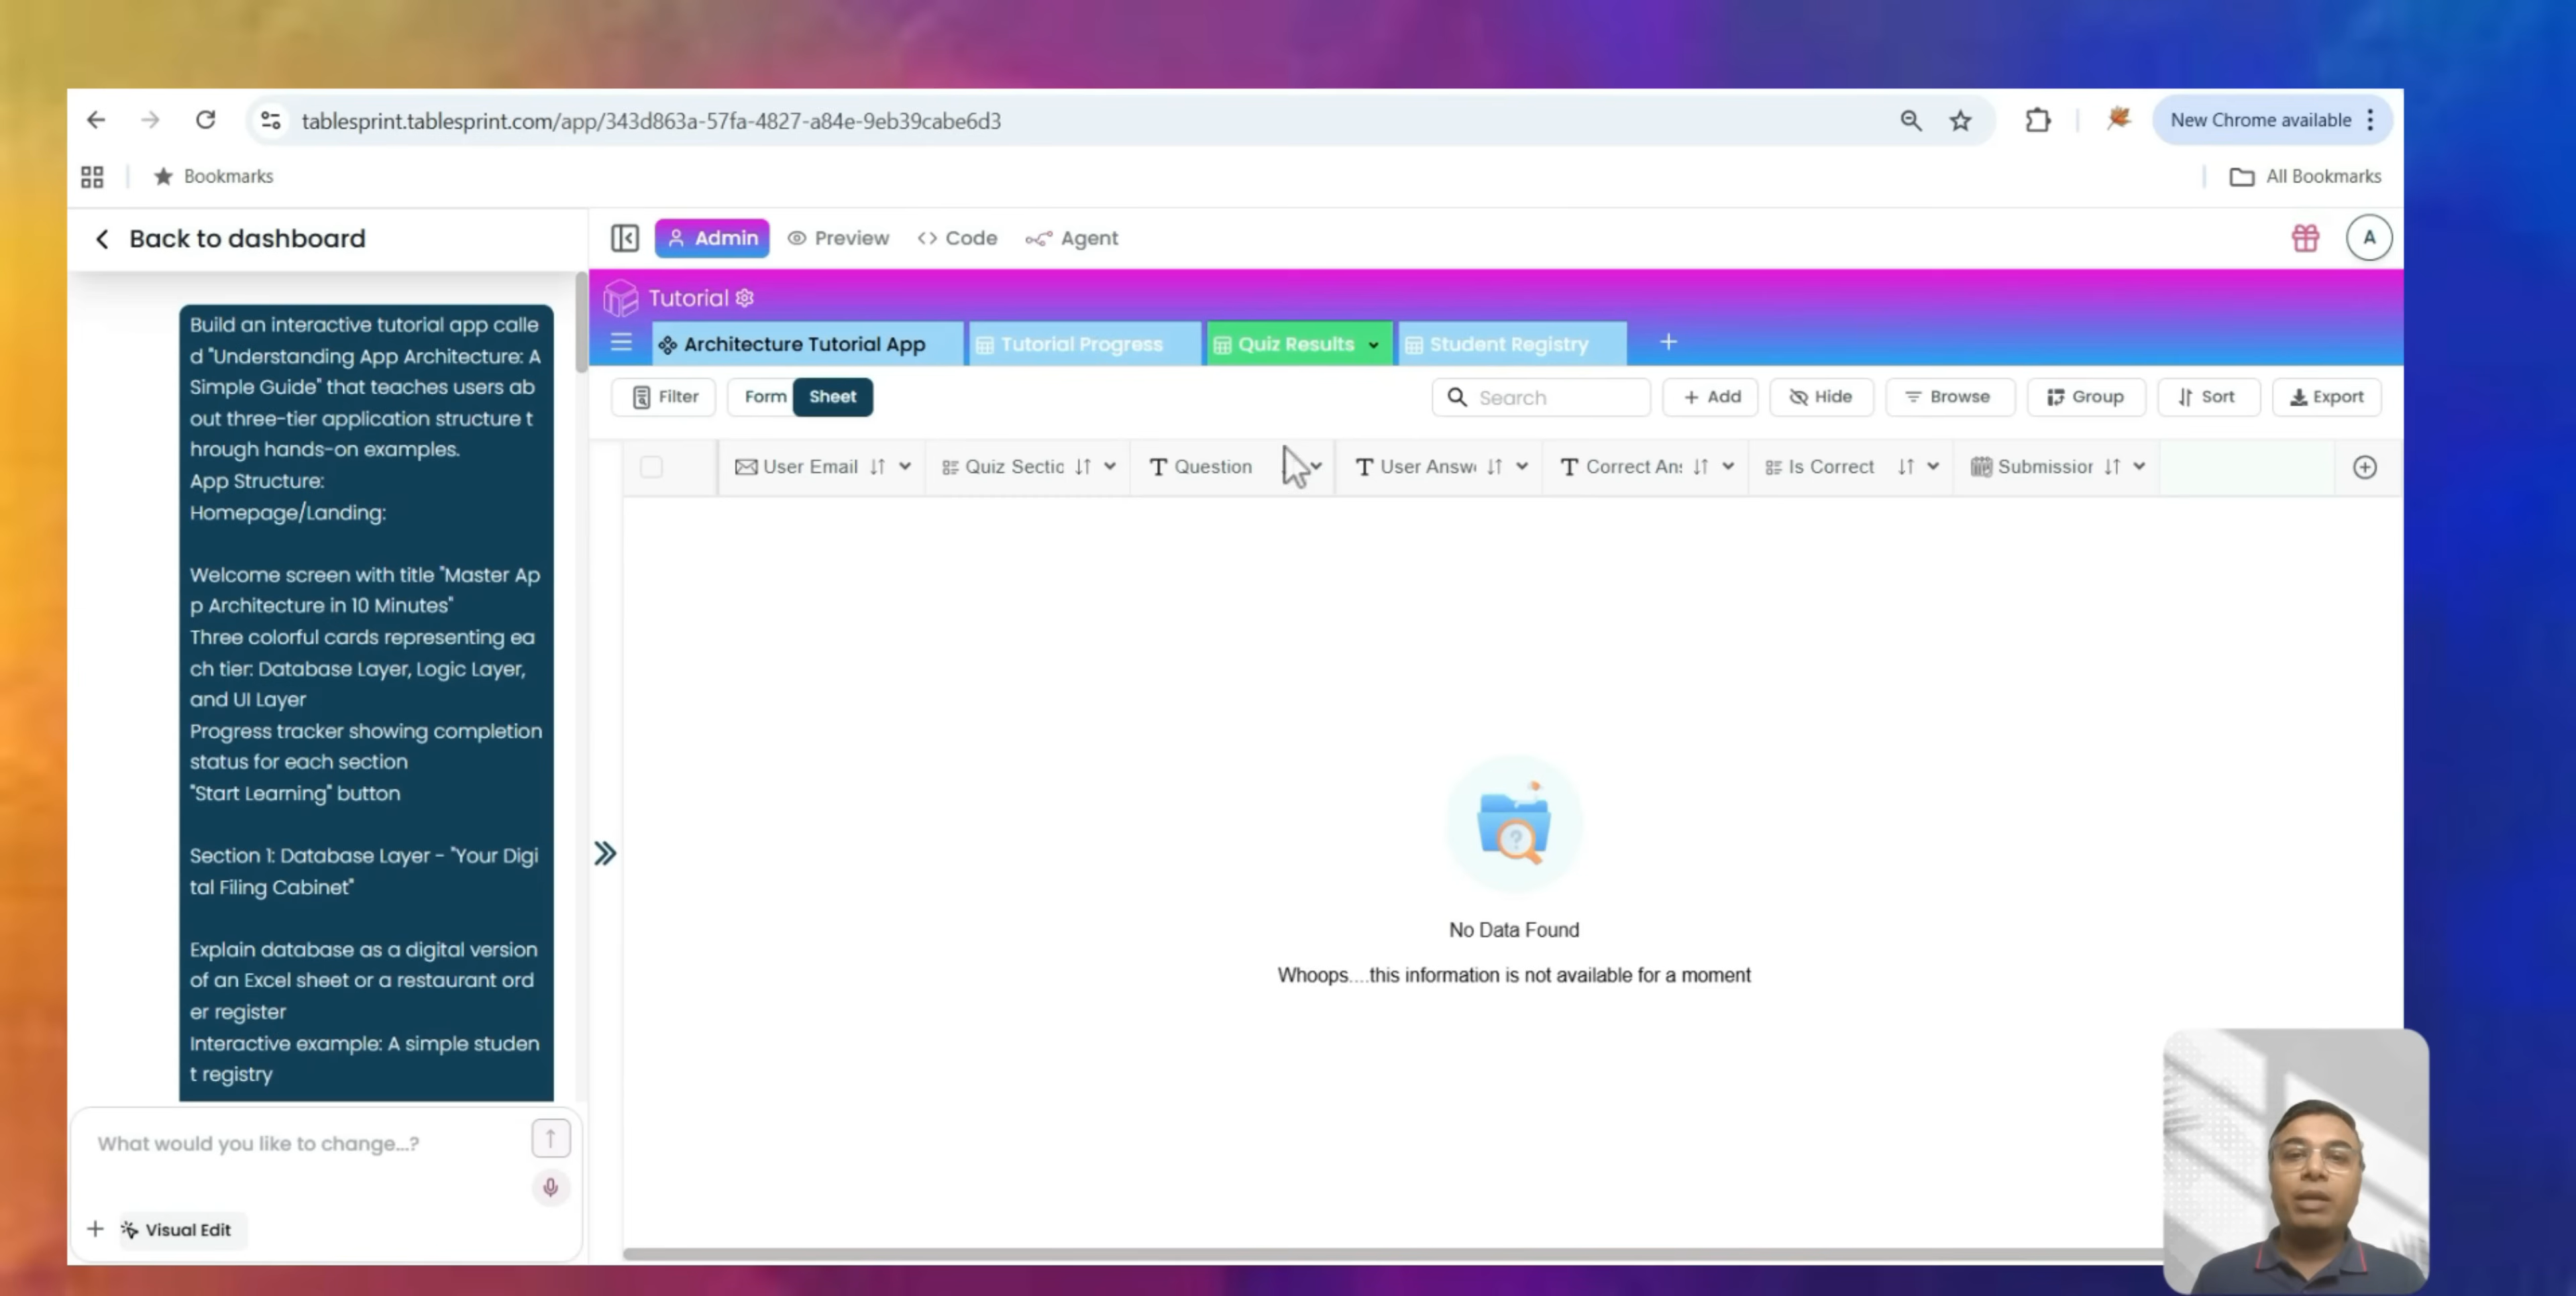 tablesprint.tablesprint.com/app/343d863a-57fa-4827-a84e-9eb39cabe6d3
New Chrome available
Bookmarks
All Bookmarks
Back to dashboard
Admin
Preview
Code
Agent
A
Build an interactive tutorial app calle
d "Understanding App Architecture: A
Simple Guide" that teaches users ab
out three-tier application structure t
hrough hands-on examples.
App Structure:
Homepage/Landing:
Welcome screen with title "Master Ap
p Architecture in 10 Minutes"
Three colorful cards representing ea
ch tier: Database Layer, Logic Layer,
and UI Layer
Progress tracker showing completion
status for each section
"Start Learning" button
Section 1: Database Layer - "Your Digi
tal Filing Cabinet"
Explain database as a digital version
of an Excel sheet or a restaurant ord
er register
Interactive example: A simple studen
t registry
What would you like to change...?
Visual Edit
Tutorial
Architecture Tutorial App
Tutorial Progress
Quiz Results
Student Registry
Filter
Form
Sheet
Search
Add
Hide
Browse
Group
Sort
Export
User Email
Quiz Sectic
Question
User Answ
Correct An
Is Correct
Submission
No Data Found
Whoops....this information is not available for a moment